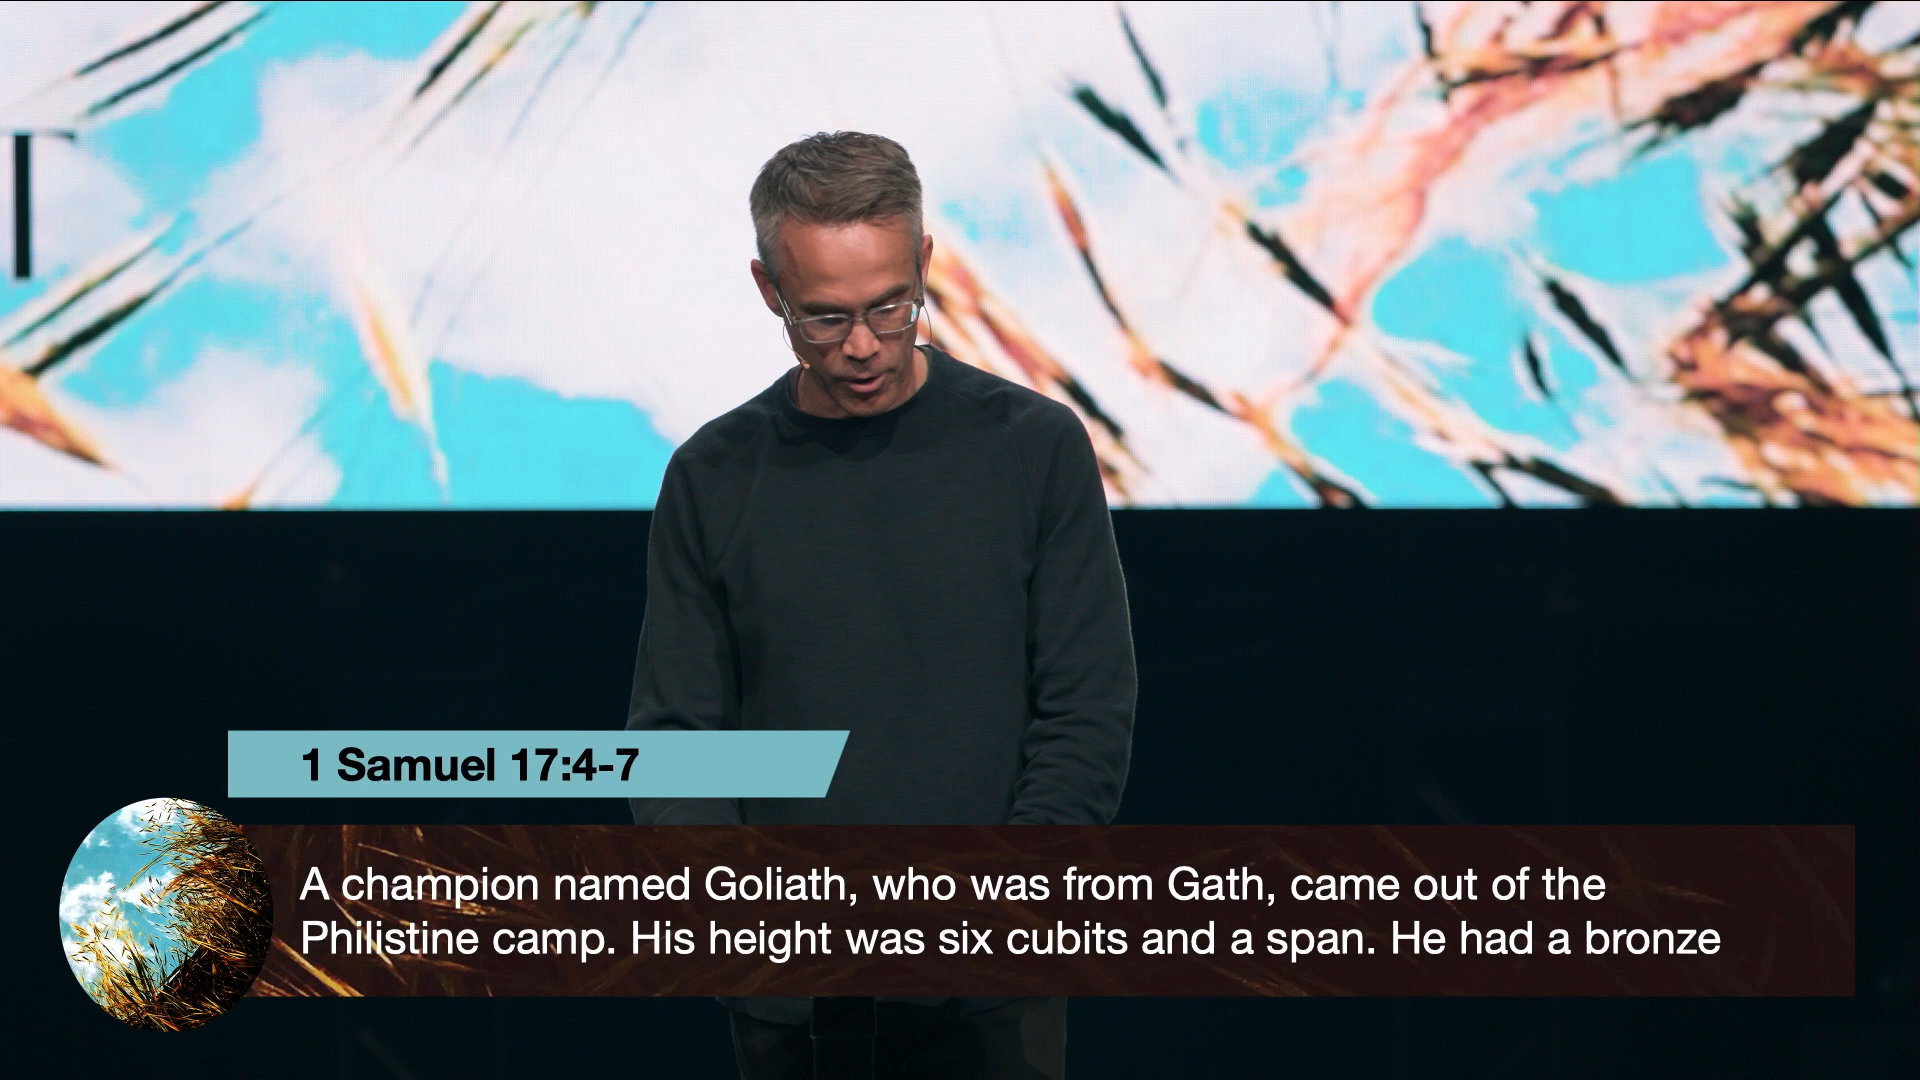 T
1 Samuel 17:4-7
A champion named Goliath, who was from Gath, came out of the
Philistine camp. His height was six cubits and a span. He had a bronze